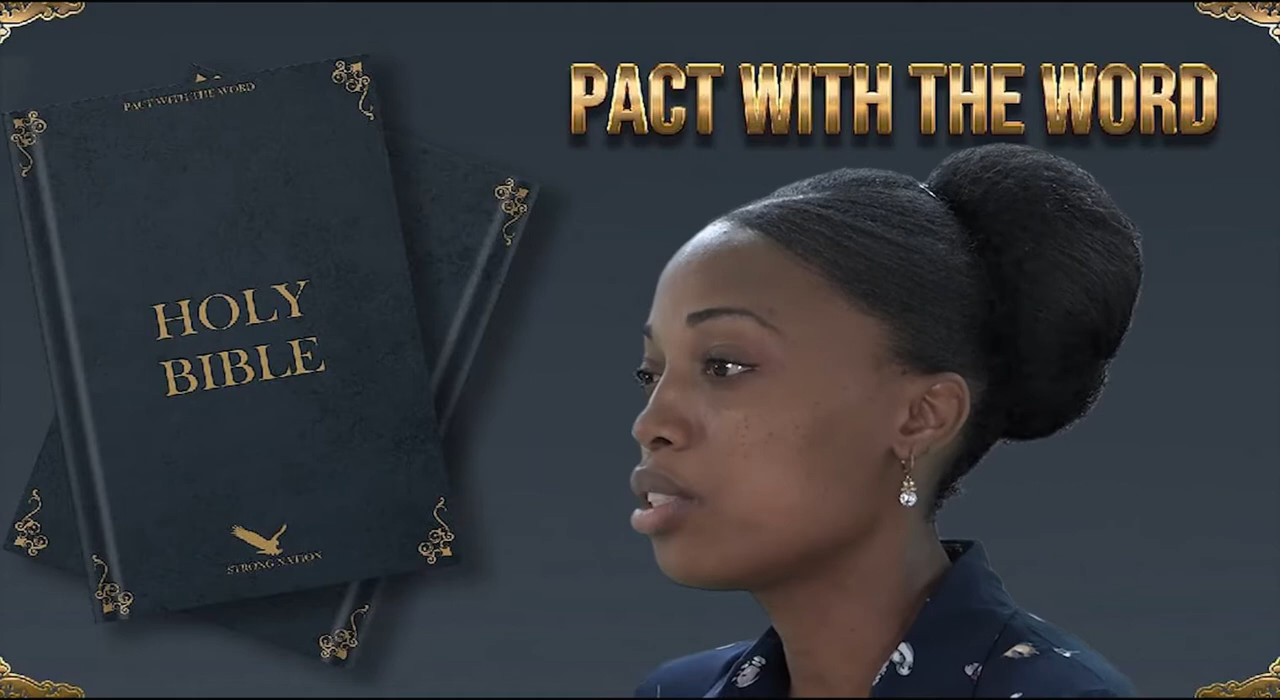 PACT WITH THE WORD
PACT WITH THE WORD
HOLY
BIBLE
STRONG NATION